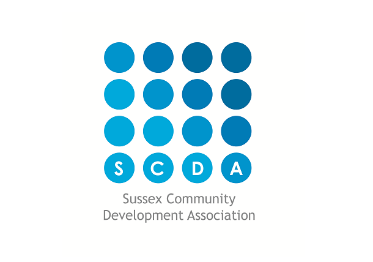 S C D A
Sussex Community
Development Association